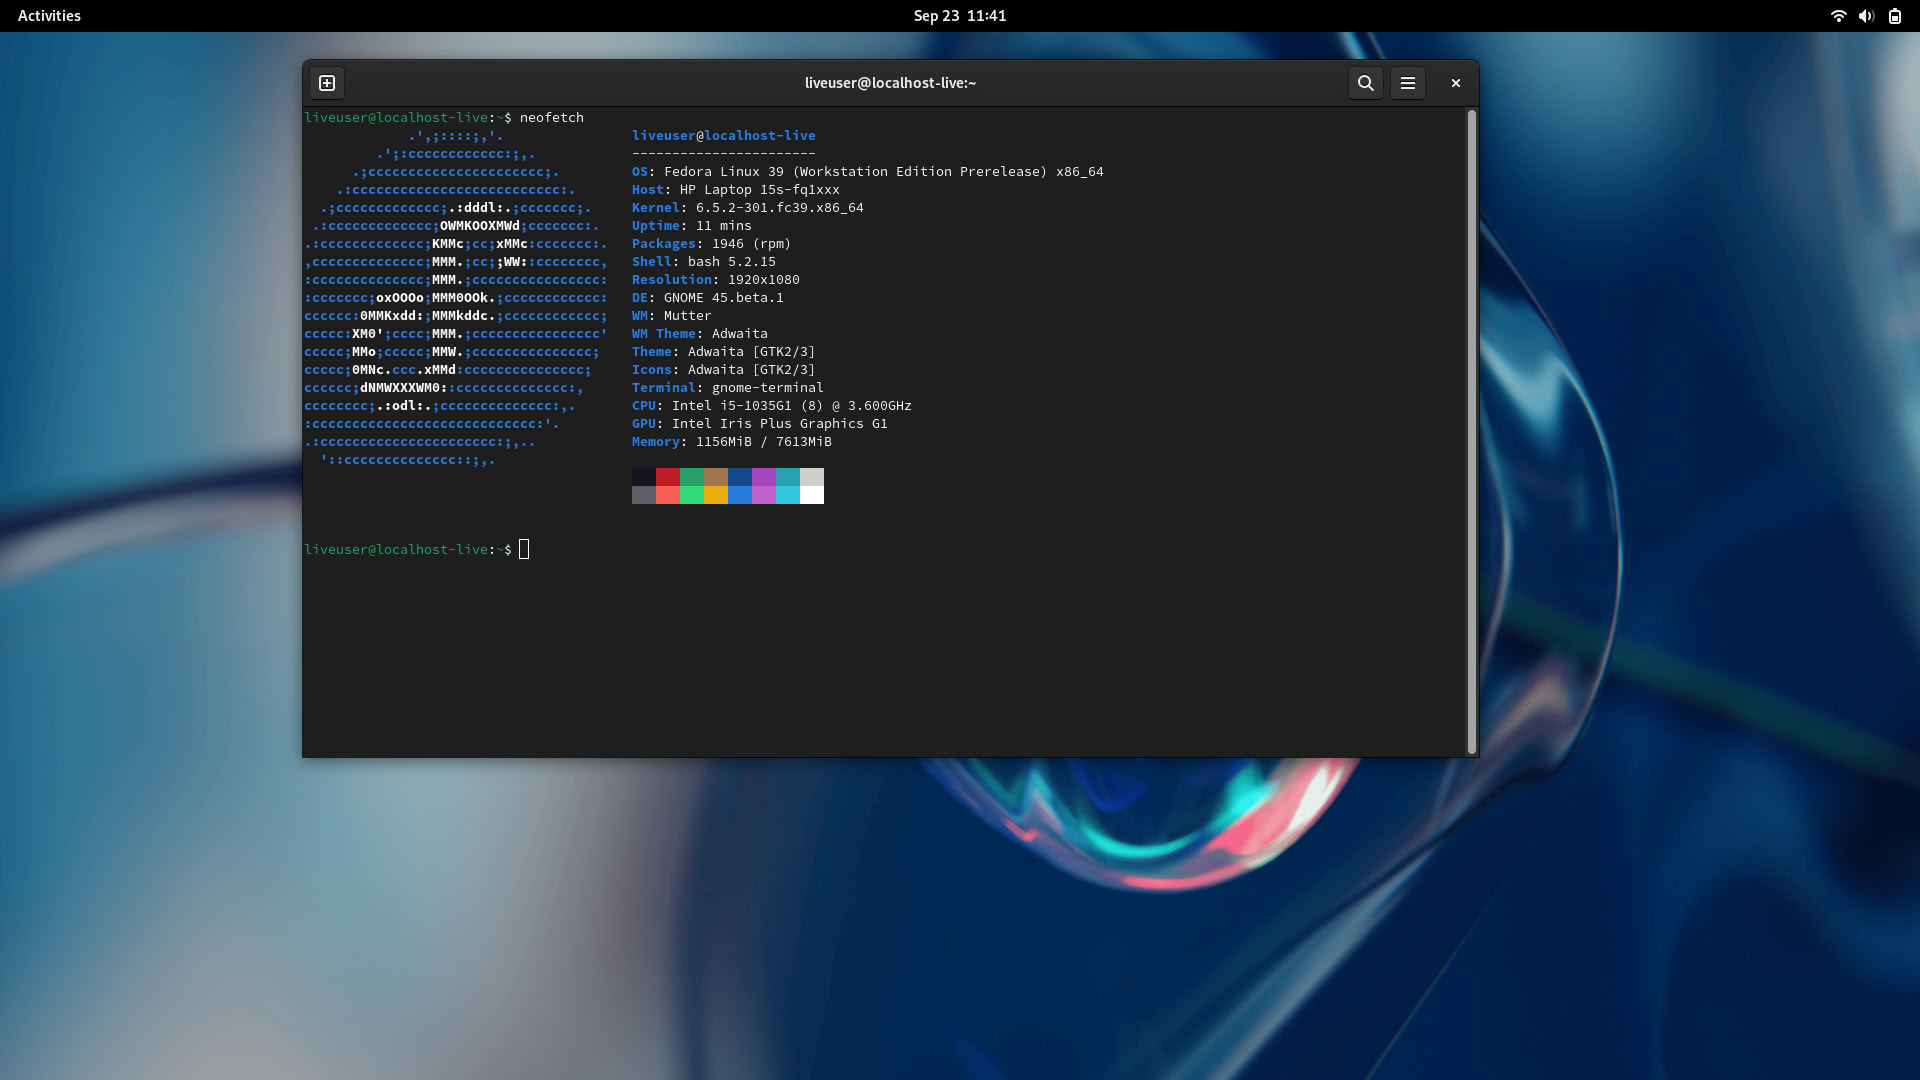 Activities
Sep 23 11:41
liveuser@localhost-live:~
liveuser@localhost-live:~$ neofetch
.',;::::;,'.
.';:cccccccccccc:;,.
.;cccccccccccccccccccccc;.
.:cccccccccccccccccccccccccc:.
.;ccccccccccccc;.:dddl:.;ccccccc;.
.:ccccccccccccc;OWMKOOXMWd;ccccccc:.
.:ccccccccccccc;KMMc;cc;xMMc:ccccccc:.
,cccccccccccccc;MMM.;cc;;WW::cccccccc,
:cccccccccccccc;MMM.;cccccccccccccccc:
:ccccccc;oxOOOo;MMM0OOk.;cccccccccccc:
cccccc:0MMKxdd:;MMMkddc.;cccccccccccc;
ccccc:XM0';cccc;MMM.;cccccccccccccccc'
ccccc;MMo;ccccc;MMW.;ccccccccccccccc;
ccccc;0MNc.ccc.xMMd:ccccccccccccccc;
cccccc;dNMWXXXWM0::cccccccccccccc:,
cccccccc;.:odl:.;cccccccccccccc:,.
:cccccccccccccccccccccccccccc:'.
.:cccccccccccccccccccccc:;,..
'::cccccccccccccc::;,.
liveuser@localhost-live
-----------------------
OS: Fedora Linux 39 (Workstation Edition Prerelease) x86_64
Host: HP Laptop 15s-fq1xxx
Kernel: 6.5.2-301.fc39.x86_64
Uptime: 11 mins
Packages: 1946 (rpm)
Shell: bash 5.2.15
Resolution: 1920x1080
DE: GNOME 45.beta.1
WM: Mutter
WM Theme: Adwaita
Theme: Adwaita [GTK2/3]
Icons: Adwaita [GTK2/3]
Terminal: gnome-terminal
CPU: Intel i5-1035G1 (8) @ 3.600GHz
GPU: Intel Iris Plus Graphics G1
Memory: 1156MiB / 7613MiB
liveuser@localhost-live:~$